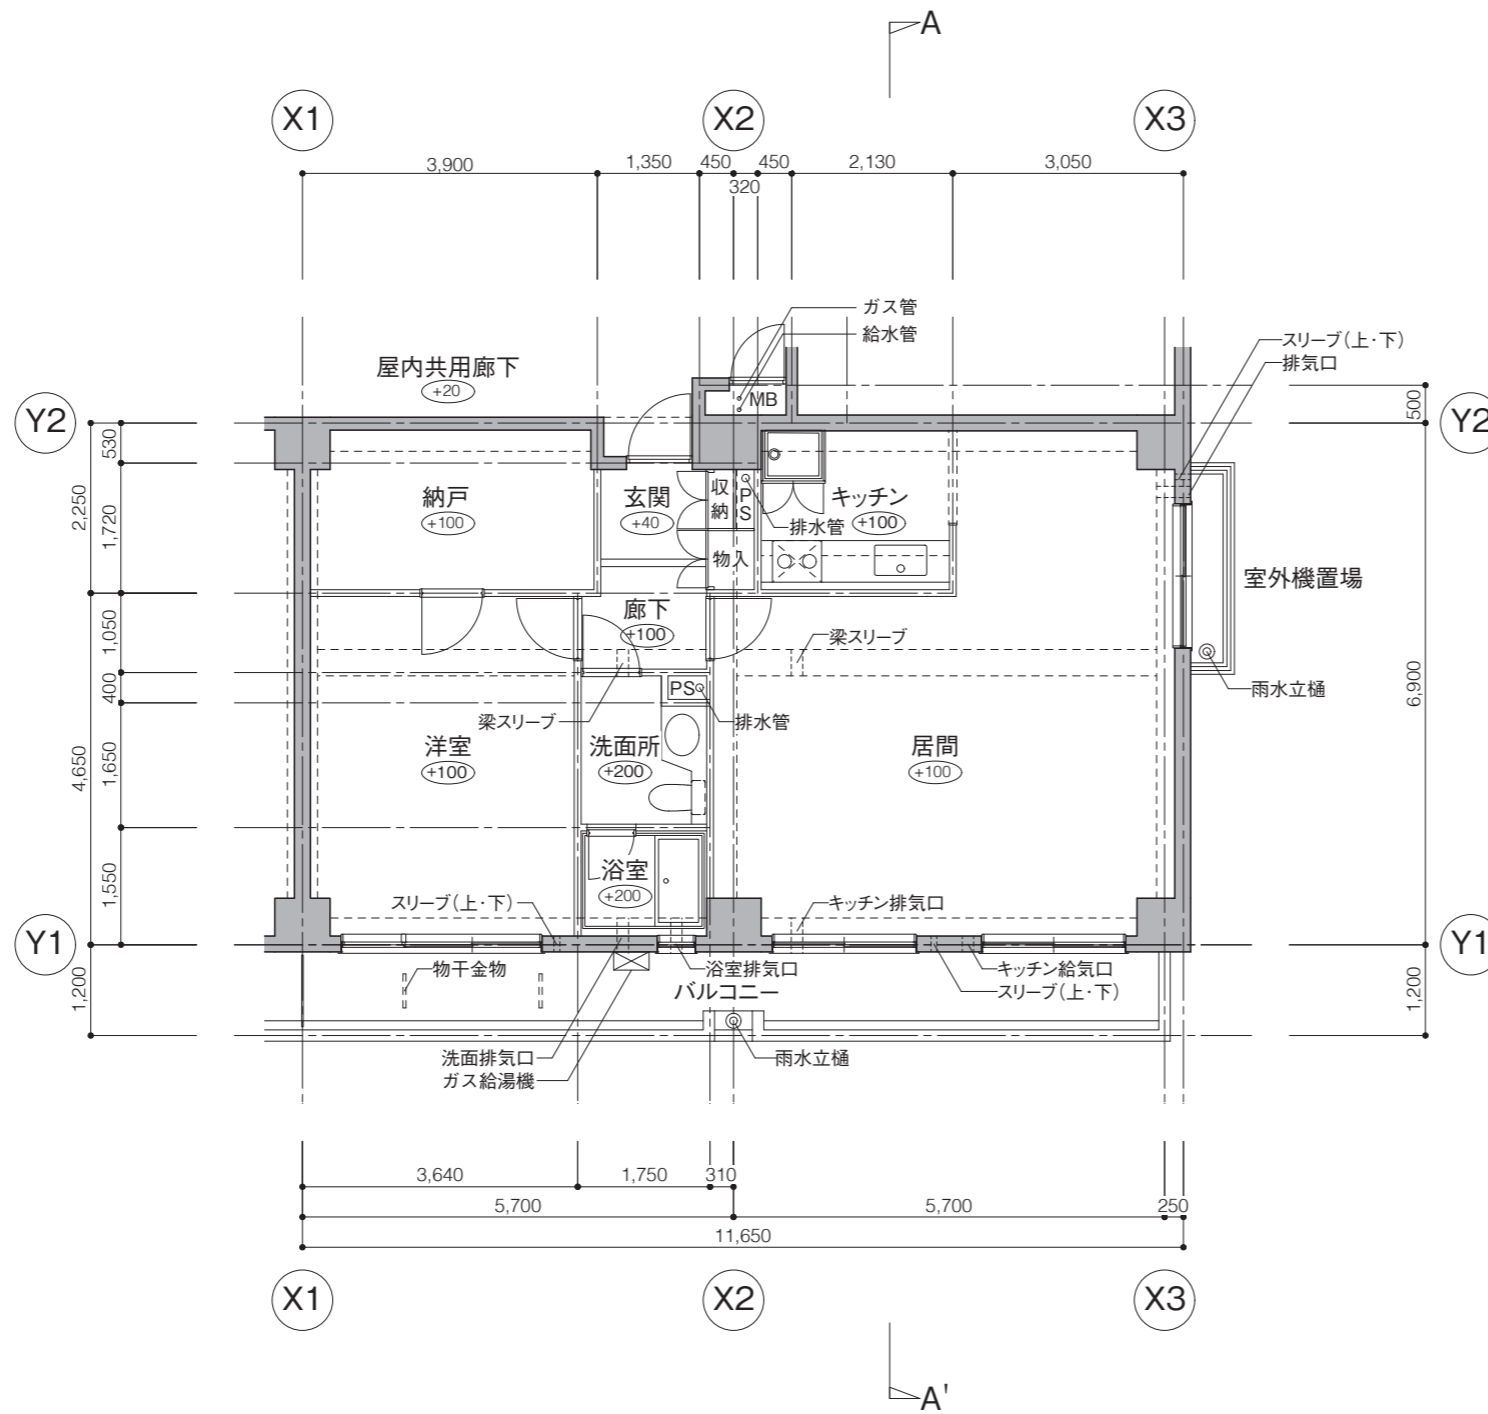 A
X1
X2
X3
3,900
1,350
450
450
2,130
3,050
320
ガス管
給水管
スリーブ(上・下)
排気口
屋内共用廊下
+20
MB
Y2
Y2
530
500
2,250
1,720
納戸
+100
玄関
+40
収納
PS
キッチン
+100
排水管
物入
室外機置場
1,050
廊下
+100
梁スリーブ
400
PS
雨水立樋
6,900
梁スリーブ
排水管
4,650
1,650
洋室
+100
洗面所
+200
居間
+100
1,550
浴室
+200
スリーブ(上・下)
キッチン排気口
Y1
Y1
物干金物
浴室排気口
キッチン給気口
バルコニー
スリーブ(上・下)
1,200
1,200
洗面排気口
雨水立樋
ガス給湯機
3,640
1,750
310
5,700
5,700
250
11,650
X1
X2
X3
A'